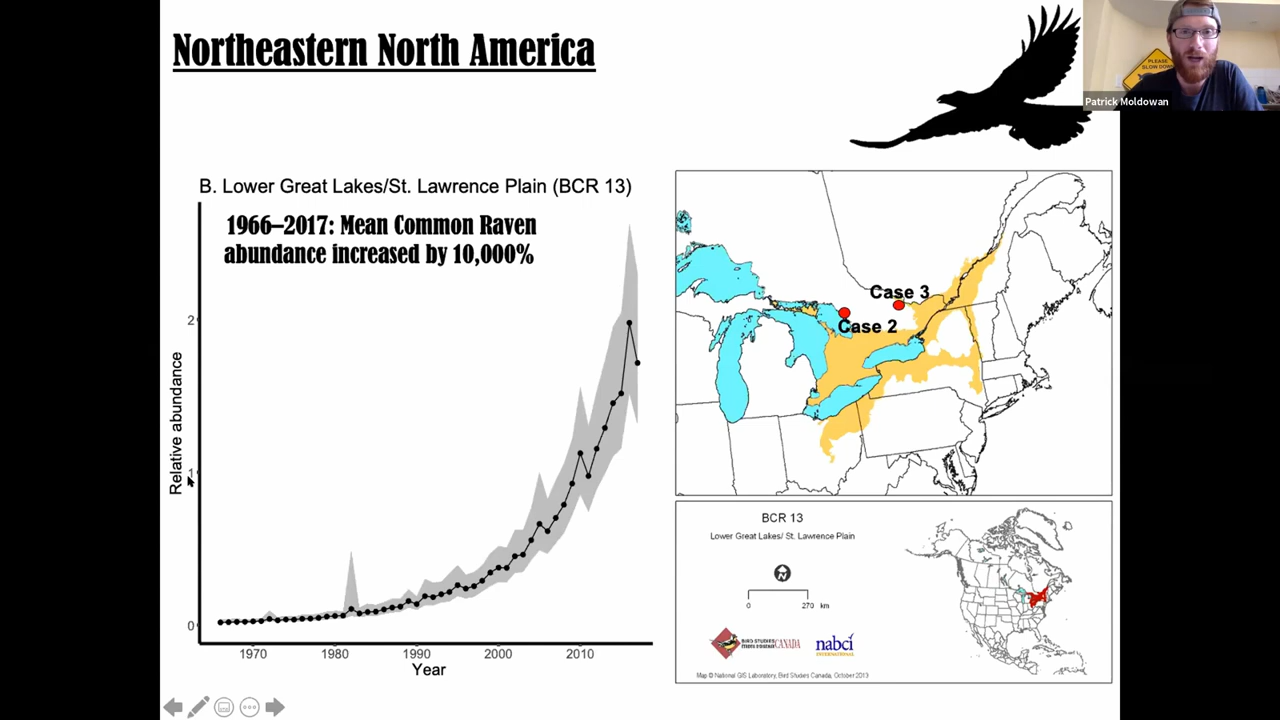 Northeastern North America
PLEASE
SLOW DOWN
Patrick Moldowan
B. Lower Great Lakes/St. Lawrence Plain (BCR 13)
1966–2017: Mean Common Raven
abundance increased by 10,000%
Relative abundance
2
1
0
1970
1980
1990
2000
2010
Year
Case 3
Case 2
BCR 13
Lower Great Lakes/ St. Lawrence Plain
N
0
270 km
BIRD STUDIES
CANADA
nabci
INTERNATIONAL
Map © National GIS Laboratory, Bird Studies Canada, October 2013